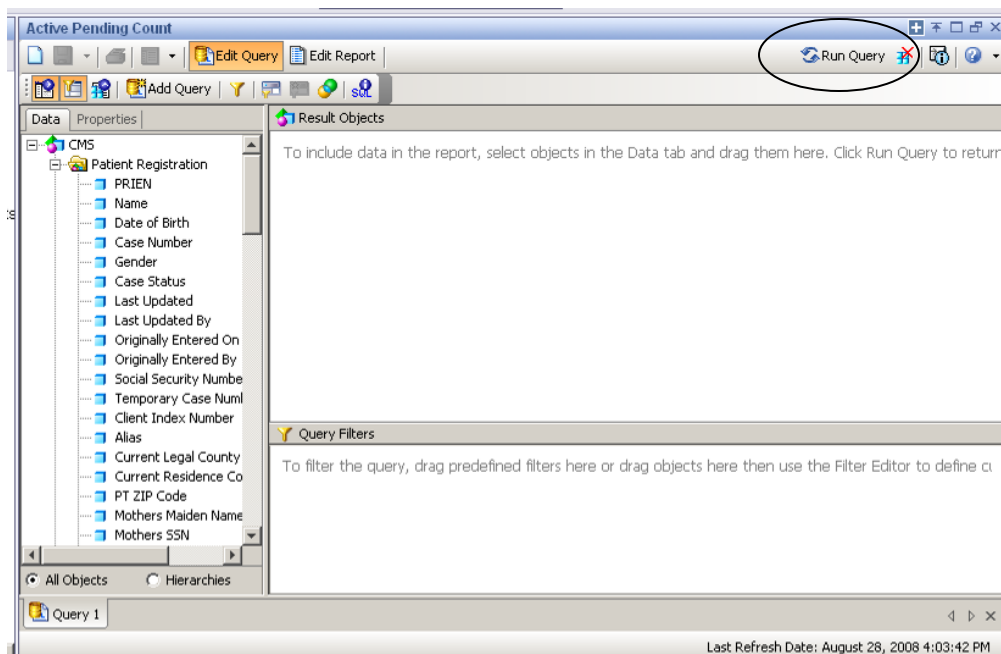 Active Pending Count
Edit Query Edit Report Run Query
Add Query SQL
Data Properties
CMS
Patient Registration
PRIEN
Name
Date of Birth
Case Number
Gender
Case Status
Last Updated
Last Updated By
Originally Entered On
Originally Entered By
Social Security Numbe
Temporary Case Numl
Client Index Number
Alias
Current Legal County
Current Residence Co
PT ZIP Code
Mothers Maiden Name
Mothers SSN
All Objects Hierarchies
Result Objects
To include data in the report, select objects in the Data tab and drag them here. Click Run Query to return
Query Filters
To filter the query, drag predefined filters here or drag objects here then use the Filter Editor to define cu
Query 1
Last Refresh Date: August 28, 2008 4:03:42 PM